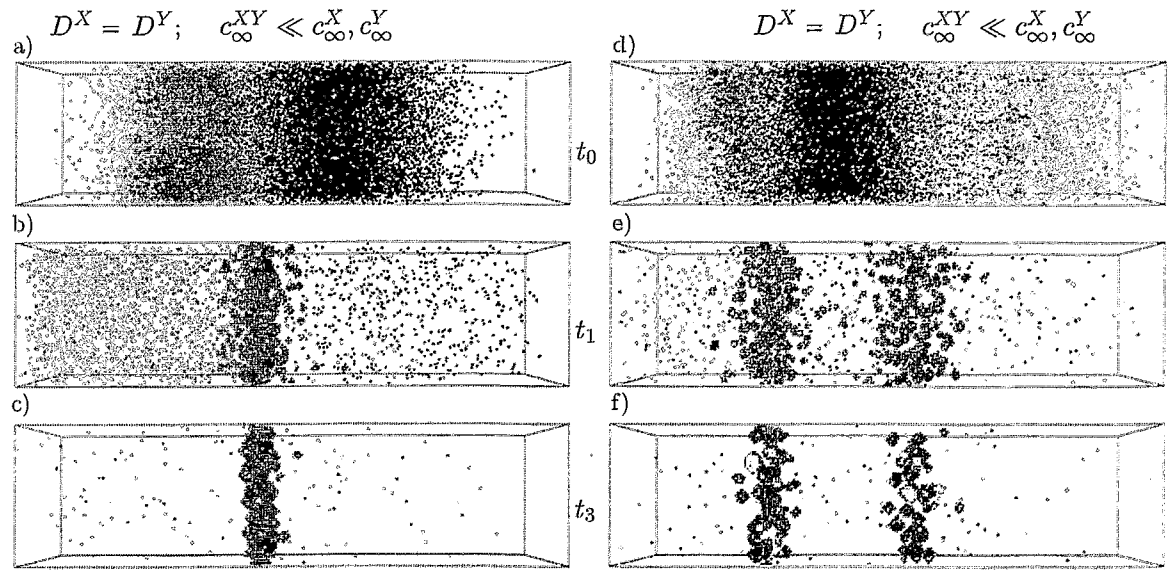 D^X = D^Y; c_∞^{XY} ≪ c_∞^X, c_∞^Y
D^X = D^Y; c_∞^{XY} ≪ c_∞^X, c_∞^Y
a)
d)
t_0
b)
e)
t_1
c)
f)
t_3